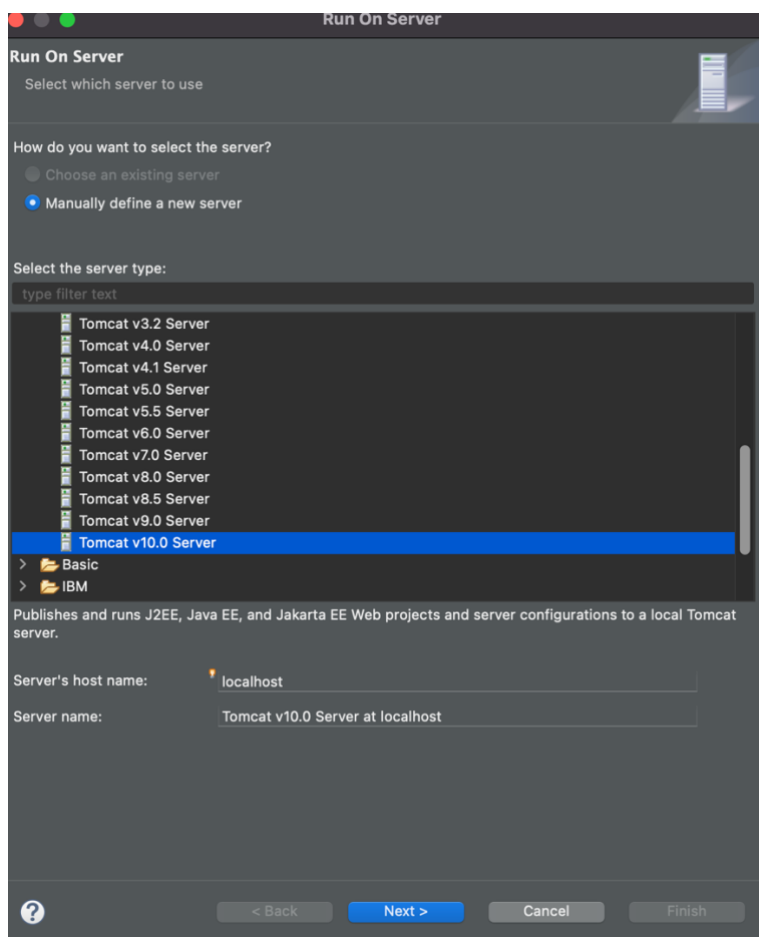 Run On Server
Run On Server
Select which server to use
How do you want to select the server?
Choose an existing server
Manually define a new server
Select the server type:
type filter text
Tomcat v3.2 Server
Tomcat v4.0 Server
Tomcat v4.1 Server
Tomcat v5.0 Server
Tomcat v5.5 Server
Tomcat v6.0 Server
Tomcat v7.0 Server
Tomcat v8.0 Server
Tomcat v8.5 Server
Tomcat v9.0 Server
Tomcat v10.0 Server
> Basic
> IBM
Publishes and runs J2EE, Java EE, and Jakarta EE Web projects and server configurations to a local Tomcat
server.
Server's host name: localhost
Server name: Tomcat v10.0 Server at localhost
? < Back Next > Cancel Finish